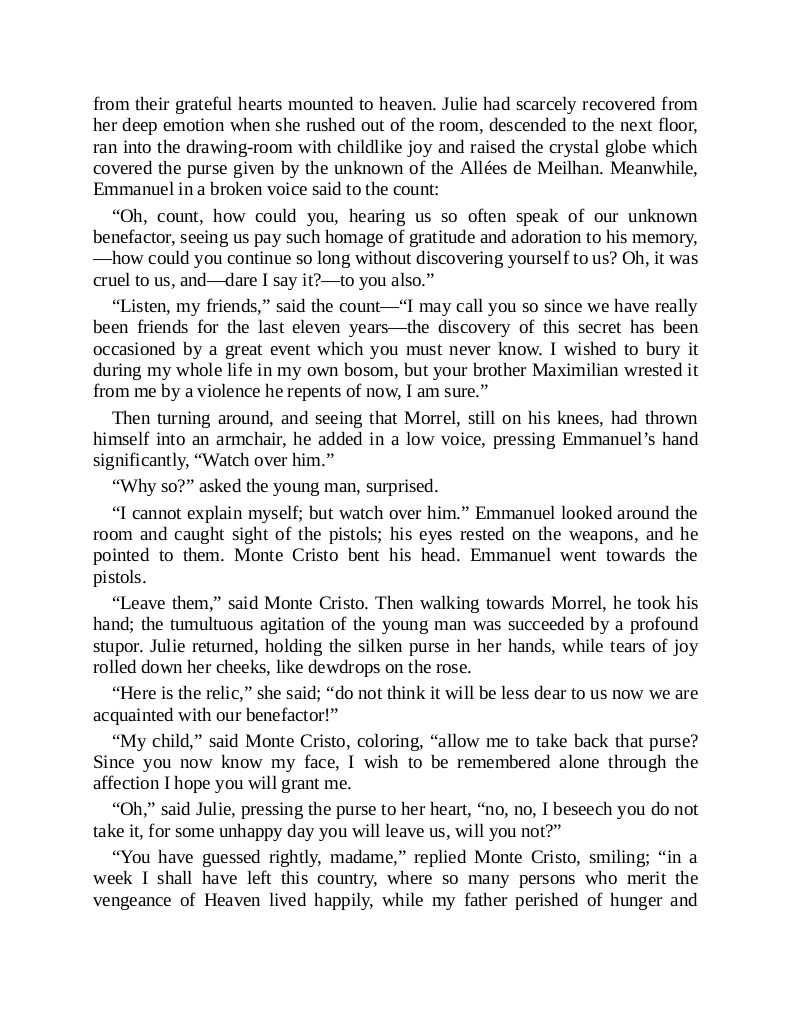 from their grateful hearts mounted to heaven. Julie had scarcely recovered from
her deep emotion when she rushed out of the room, descended to the next floor,
ran into the drawing-room with childlike joy and raised the crystal globe which
covered the purse given by the unknown of the Allées de Meilhan. Meanwhile,
Emmanuel in a broken voice said to the count:
“Oh, count, how could you, hearing us so often speak of our unknown
benefactor, seeing us pay such homage of gratitude and adoration to his memory,
—how could you continue so long without discovering yourself to us? Oh, it was
cruel to us, and—dare I say it?—to you also.”
“Listen, my friends,” said the count—“I may call you so since we have really
been friends for the last eleven years—the discovery of this secret has been
occasioned by a great event which you must never know. I wished to bury it
during my whole life in my own bosom, but your brother Maximilian wrested it
from me by a violence he repents of now, I am sure.”
Then turning around, and seeing that Morrel, still on his knees, had thrown
himself into an armchair, he added in a low voice, pressing Emmanuel’s hand
significantly, “Watch over him.”
“Why so?” asked the young man, surprised.
“I cannot explain myself; but watch over him.” Emmanuel looked around the
room and caught sight of the pistols; his eyes rested on the weapons, and he
pointed to them. Monte Cristo bent his head. Emmanuel went towards the
pistols.
“Leave them,” said Monte Cristo. Then walking towards Morrel, he took his
hand; the tumultuous agitation of the young man was succeeded by a profound
stupor. Julie returned, holding the silken purse in her hands, while tears of joy
rolled down her cheeks, like dewdrops on the rose.
“Here is the relic,” she said; “do not think it will be less dear to us now we are
acquainted with our benefactor!”
“My child,” said Monte Cristo, coloring, “allow me to take back that purse?
Since you now know my face, I wish to be remembered alone through the
affection I hope you will grant me.
“Oh,” said Julie, pressing the purse to her heart, “no, no, I beseech you do not
take it, for some unhappy day you will leave us, will you not?”
“You have guessed rightly, madame,” replied Monte Cristo, smiling; “in a
week I shall have left this country, where so many persons who merit the
vengeance of Heaven lived happily, while my father perished of hunger and